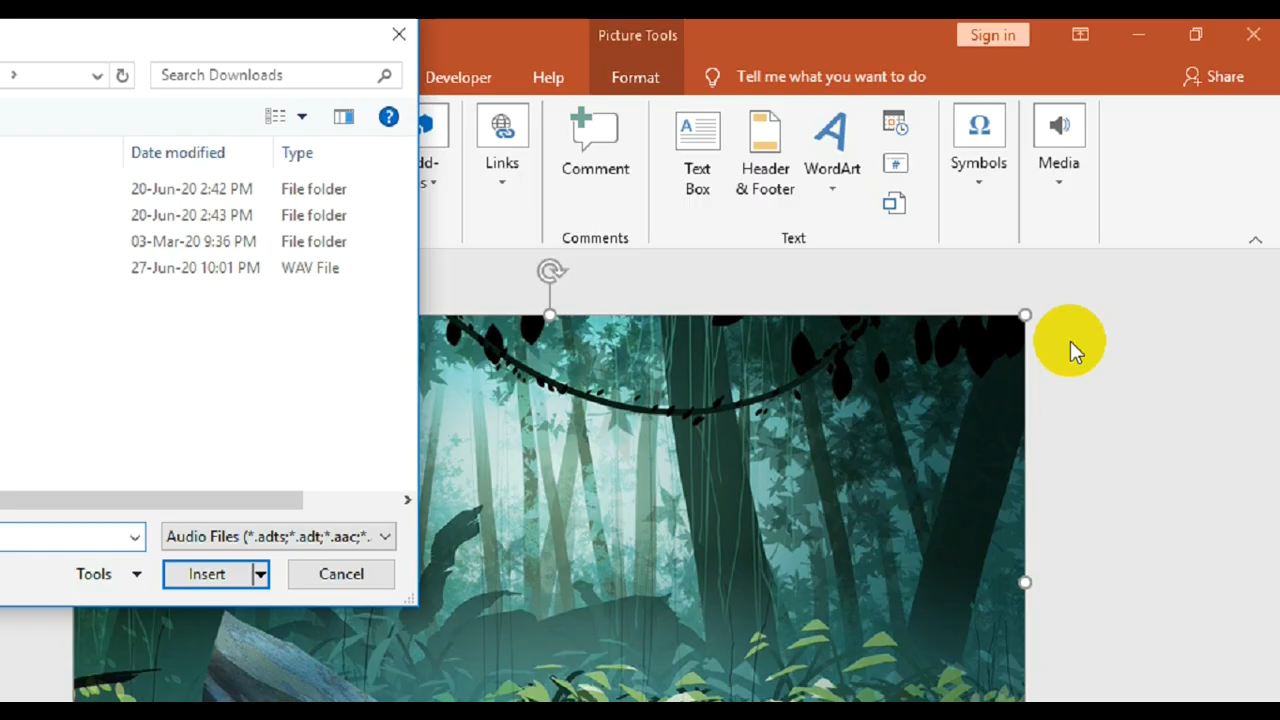 Picture Tools
Sign in
Developer
Help
Format
Tell me what you want to do
Share
Search Downloads
Date modified
Type
20-Jun-20 2:42 PM
File folder
20-Jun-20 2:43 PM
File folder
03-Mar-20 9:36 PM
File folder
27-Jun-20 10:01 PM
WAV File
Audio Files (*.adts;*.adt;*.aac;*.
Tools
Insert
Cancel
dd-
s
Links
Comment
Comments
Text
Box
Header
& Footer
WordArt
Text
Symbols
Media